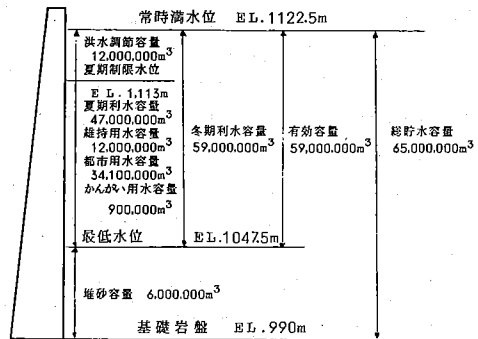 常時満水位 EL.1122.5m
洪水調節容量
12,000,000m³
夏期制限水位
EL.1,113m
夏期利水容量
47,000,000m³
維持用水容量
12,000,000m³
都市用水容量
34,100,000m³
かんがい用水容量
900,000m³
冬期利水容量
59,000,000m³
有効容量
59,000,000m³
総貯水容量
65,000,000m³
最低水位 EL.1047.5m
堆砂容量 6,000,000m³
基礎岩盤 EL.990m